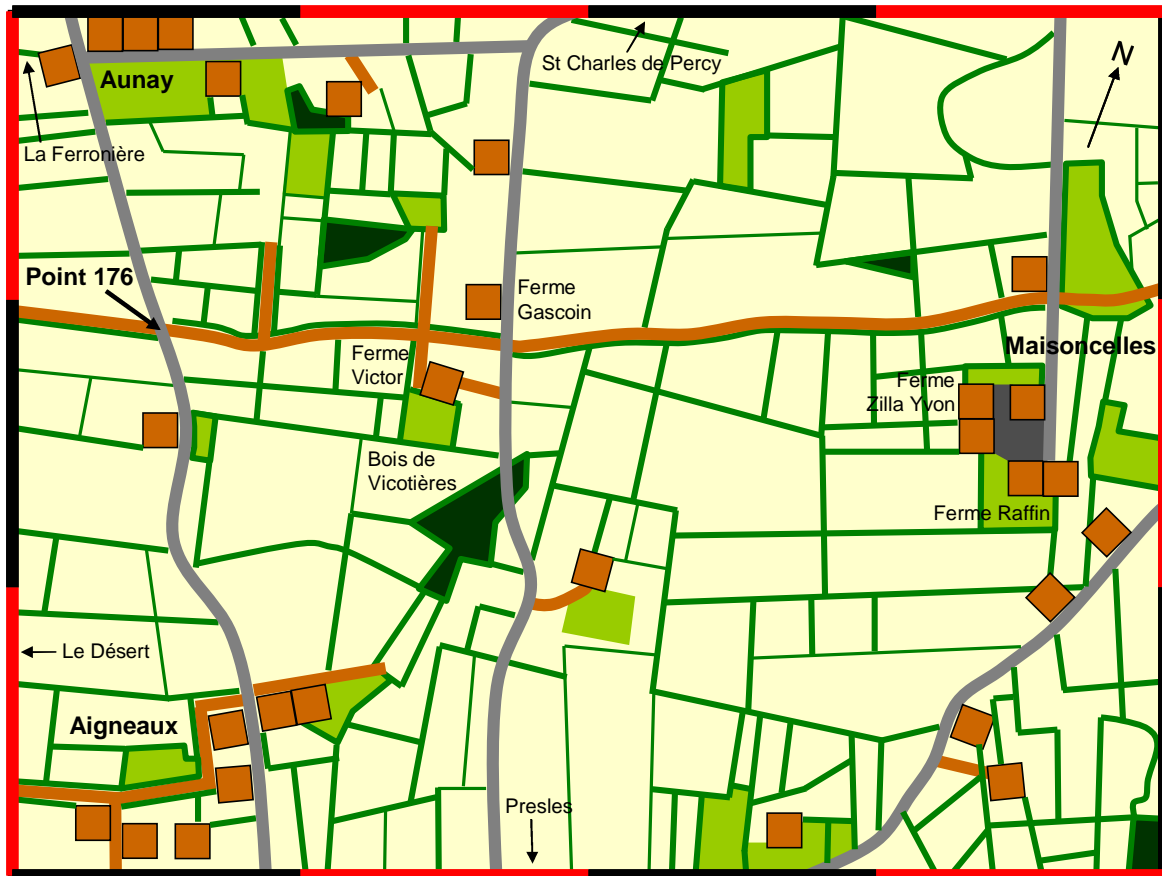 N
St Charles de Percy
Aunay
La Ferronière
Point 176
Ferme
Gascoin
Maisoncelles
Ferme
Victor
Ferme
Zilla Yvon
Bois de
Vicotières
Ferme Raffin
Le Désert
Aigneaux
Presles